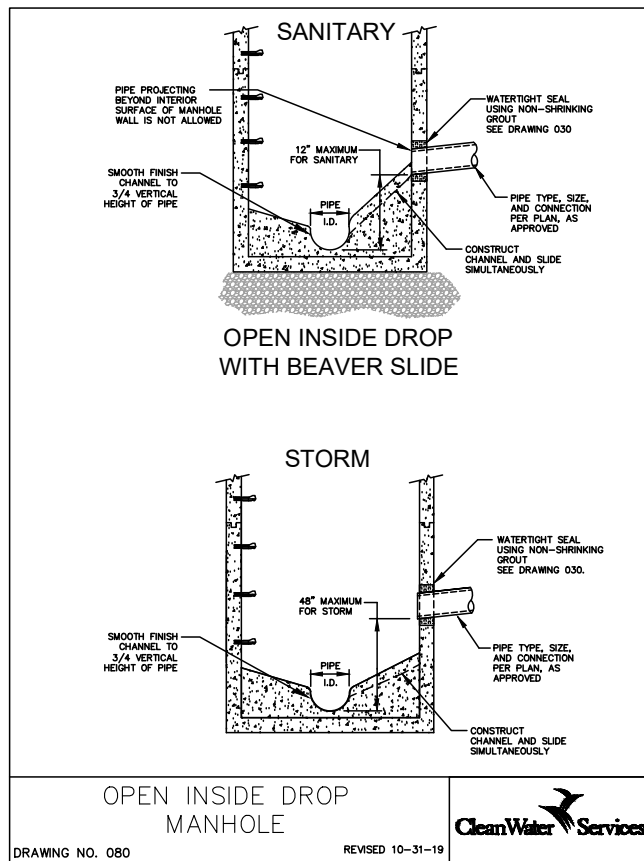 SANITARY
PIPE PROJECTING
BEYOND INTERIOR
SURFACE OF MANHOLE
WALL IS NOT ALLOWED
WATERTIGHT SEAL
USING NON-SHRINKING
GROUT
SEE DRAWING 030
12" MAXIMUM
FOR SANITARY
SMOOTH FINISH
CHANNEL TO
3/4 VERTICAL
HEIGHT OF PIPE
PIPE
I.D.
PIPE TYPE, SIZE,
AND CONNECTION
PER PLAN, AS
APPROVED
CONSTRUCT
CHANNEL AND SLIDE
SIMULTANEOUSLY
OPEN INSIDE DROP
WITH BEAVER SLIDE
STORM
WATERTIGHT SEAL
USING NON-SHRINKING
GROUT
SEE DRAWING 030.
48" MAXIMUM
FOR STORM
SMOOTH FINISH
CHANNEL TO
3/4 VERTICAL
HEIGHT OF PIPE
PIPE
I.D.
PIPE TYPE, SIZE,
AND CONNECTION
PER PLAN, AS
APPROVED
CONSTRUCT
CHANNEL AND SLIDE
SIMULTANEOUSLY
OPEN INSIDE DROP
MANHOLE
DRAWING NO. 080
REVISED 10-31-19
CleanWater Services